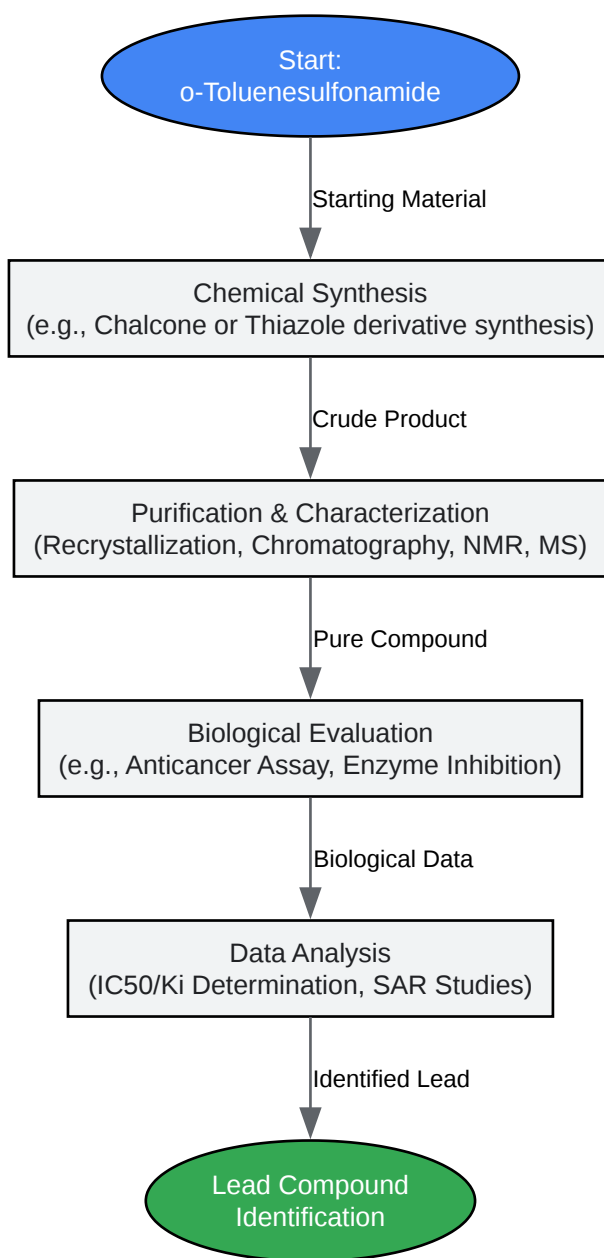 Start:
o-Toluenesulfonamide
Starting Material
Chemical Synthesis
(e.g., Chalcone or Thiazole derivative synthesis)
Crude Product
Purification & Characterization
(Recrystallization, Chromatography, NMR, MS)
Pure Compound
Biological Evaluation
(e.g., Anticancer Assay, Enzyme Inhibition)
Biological Data
Data Analysis
(IC50/Ki Determination, SAR Studies)
Identified Lead
Lead Compound
Identification